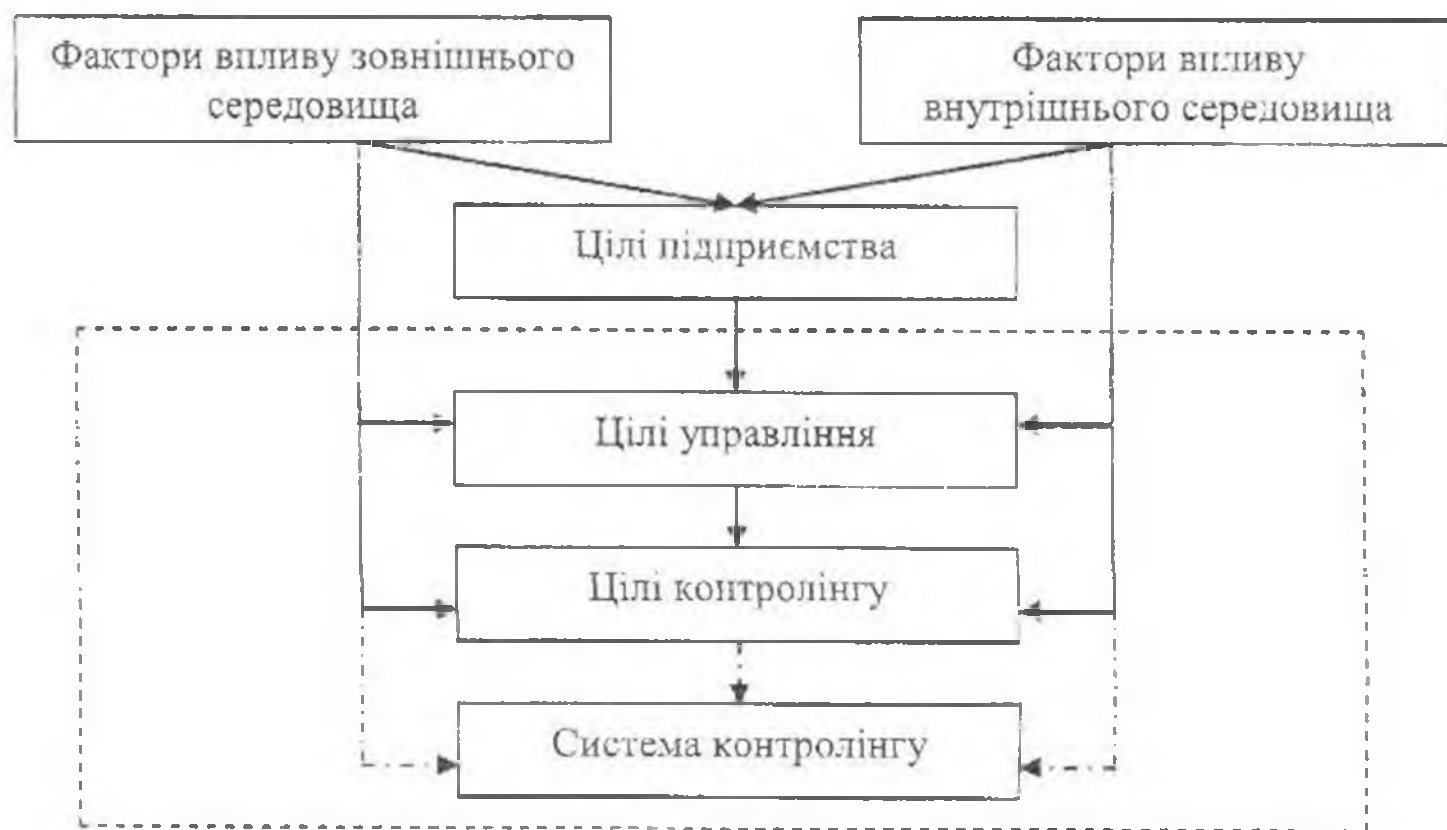 Фактори впливу зовнішнього
середовища
Фактори впливу
внутрішнього середовища
Цілі підприємства
Цілі управління
Цілі контролінгу
Система контролінгу